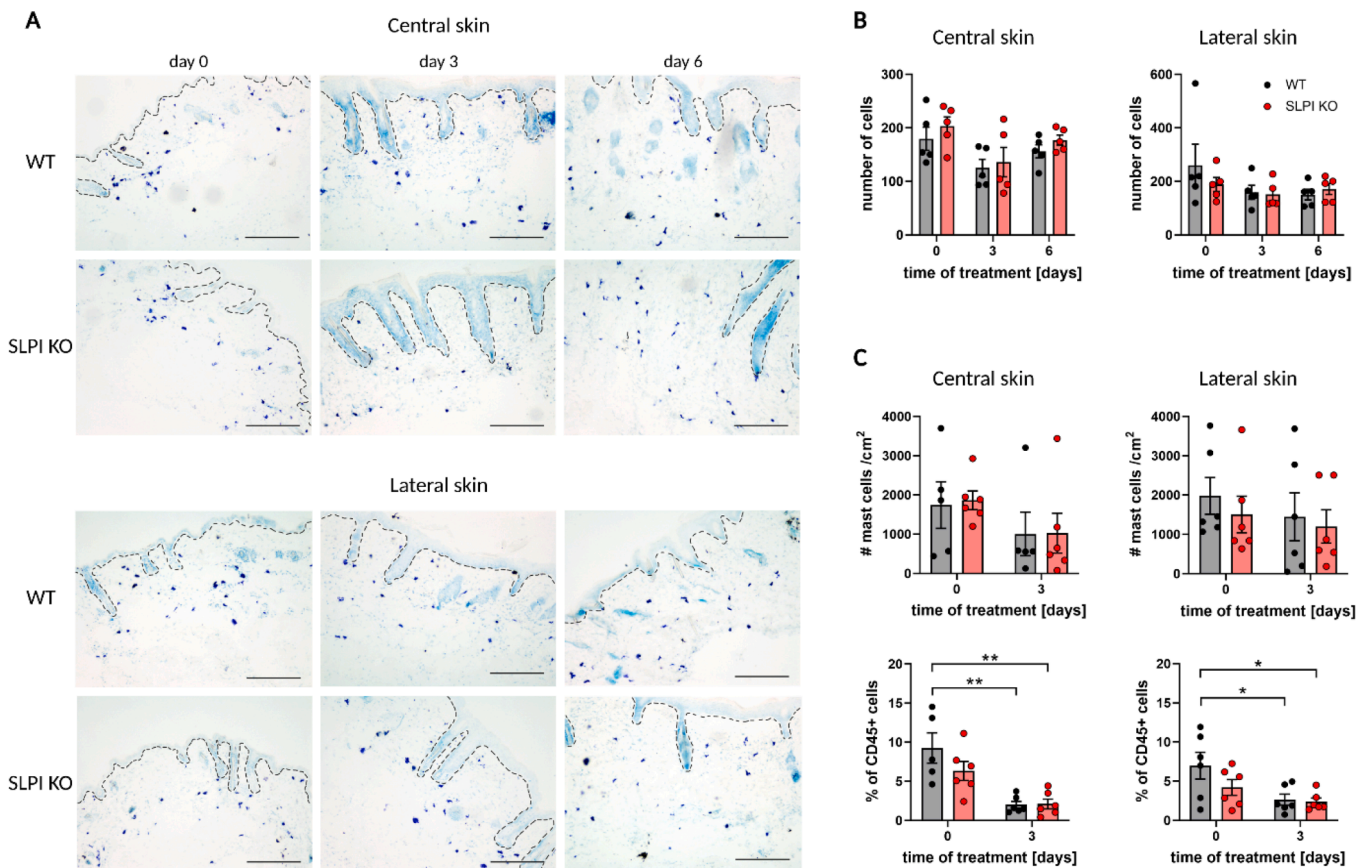 A
Central skin
day 0
day 3
day 6
WT
SLPI KO
Lateral skin
WT
SLPI KO
B
Central skin
number of cells
300
200
100
0
0 3 6
time of treatment [days]
Lateral skin
number of cells
600
400
200
0
0 3 6
time of treatment [days]
WT
SLPI KO
C
Central skin
# mast cells /cm²
4000
3000
2000
1000
0
0 3
time of treatment [days]
Lateral skin
# mast cells /cm²
4000
3000
2000
1000
0
0 3
time of treatment [days]
% of CD45+ cells
20
15
10
5
0
**
**
0 3
time of treatment [days]
% of CD45+ cells
20
15
10
5
0
*
*
0 3
time of treatment [days]